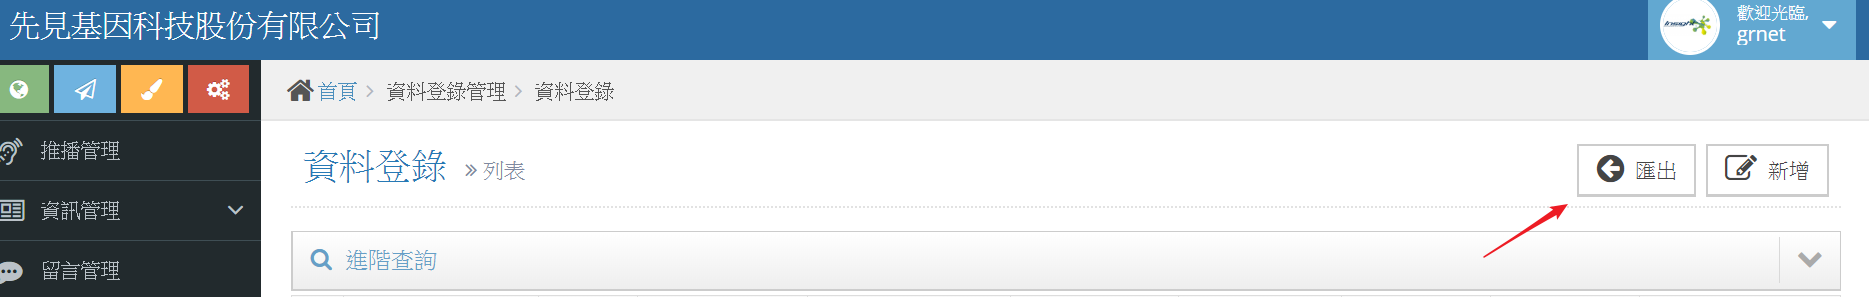 先見基因科技股份有限公司
Insight
歡迎光臨,
grnet
首頁 > 資料登錄管理 > 資料登錄
推播管理
資料登錄 » 列表
匯出
新增
資訊管理
進階查詢
留言管理